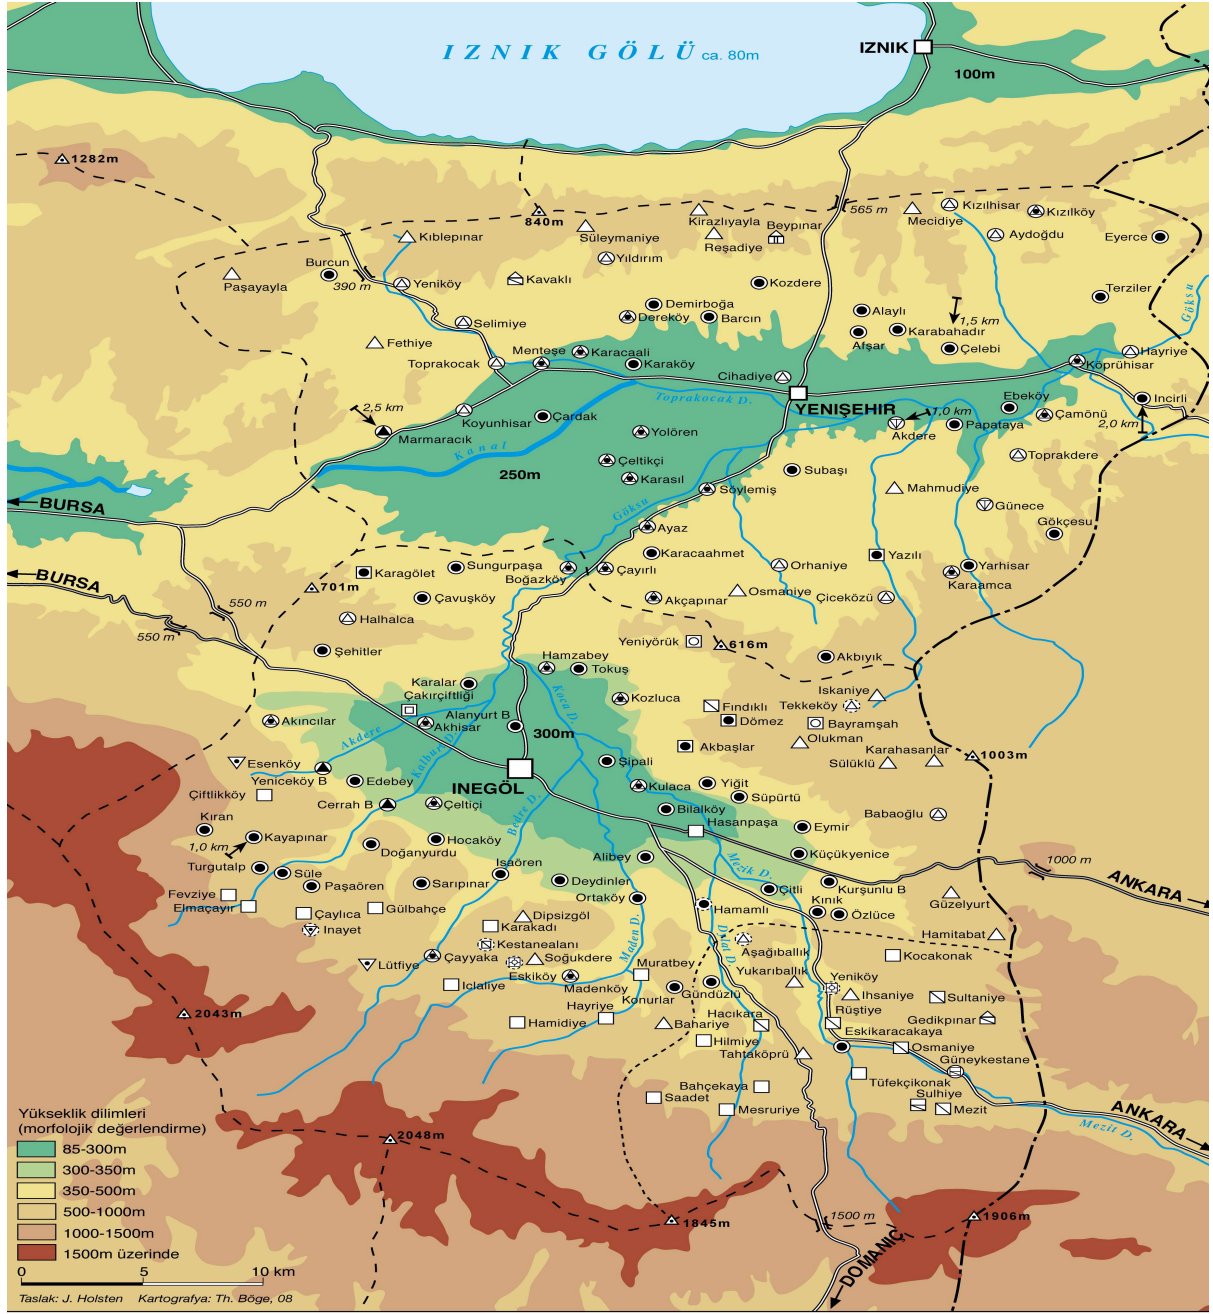 IZNIK GÖLÜ ca. 80m
IZNIK
100m
1282m
840m
565 m
Kirazlıyayla
Mecidiye
Kızılhisar
Kızılköy
Kıblepınar
Süleymaniye
Reşadiye
Beypınar
Aydoğdu
Eyerce
Burcun
390 m
Paşayayla
Yeniköy
Kavaklı
Yıldırım
Kozdere
Terziler
Göksu
Demirboğa
Dereköy
Barcın
Alaylı
1,5 km
Selimiye
Karabahadır
Afşar
Çelebi
Fethiye
Toprakocak
Menteşe
Karacaali
Karaköy
Cihadiye
Hayriye
Köprühisar
Toprakocak D.
YENIŞEHIR
2,5 km
Koyunhisar
Çardak
Marmaracık
Kanal
Yolören
1,0 km
Akdere
Papataya
Ebeköy
Çamönü
Incirli
2,0 km
250m
Çeltikçi
Karasıl
Subaşı
Toprakdere
Söylemiş
Mahmudiye
Günece
Göksu
BURSA
Ayaz
Gökçesu
Karacaahmet
Yazılı
BURSA
Karagölet
Sungurpaşa
Boğazköy
Çayırlı
Orhaniye
Yarhisar
Karaamca
701m
Çavuşköy
Akçapınar
Osmaniye
Çiceközü
550 m
550 m
Halhalca
Yeniyörük
616m
Şehitler
Hamzabey
Tokuş
Akbıyık
Karalar
Çakırçiftliği
Koca D.
Kozluca
Iskaniye
Tekkeköy
Fındıklı
Dömez
Bayramşah
Akıncılar
Akhisar
Alanyurt B
300m
Akdere
Kalburt D.
Akbaşlar
Olukman
Karahasanlar
1003m
Esenköy
Yeniceköy B
Edebey
INEGÖL
Şipali
Sülüklü
Çiftlikköy
Cerrah B
Çeltiçi
Kulaca
Yiğit
Süpürtü
Bedre D.
Bilalköy
Hasanpaşa
Babaoğlu
Kıran
Kayapınar
1,0 km
Doğanyurdu
Hocaköy
Eymir
Alibey
Küçükyenice
1000 m
Turgutalp
Süle
Paşaören
Sarıpınar
Isaören
Deydinler
Mezik D.
Çitli
Kurşunlu B
ANKARA
Fevziye
Elmaçayır
Çaylıca
Gülbahçe
Ortaköy
Hamamlı
Kınık
Özlüce
Güzelyurt
Inayet
Dipsizgöl
Karakadı
Kestanealanı
Maden D.
Dulat D.
Aşağıballık
Hamitabat
Lütfiye
Çayyaka
Soğukdere
Eskiköy
Muratbey
Kocakonak
Iclaliye
Madenköy
Konurlar
Gündüzlü
Yukarıballık
Yeniköy
Ihsaniye
Sultaniye
2043m
Hamidiye
Hayriye
Bahariye
Hacıkara
Rüştiye
Gedikpınar
Hilmiye
Tahtaköprü
Eskikaracakaya
Osmaniye
Güneykestane
Bahçekaya
Tüfekçikonak
Saadet
Mesruriye
Sulhiye
Mezit
ANKARA
Mezit D.
2048m
1845m
1500 m
1906m
DOMANIÇ
Yükseklik dilimleri
(morfolojik değerlendirme)
85-300m
300-350m
350-500m
500-1000m
1000-1500m
1500m üzerinde
0 5 10 km
Taslak: J. Holsten Kartografya: Th. Böge, 08